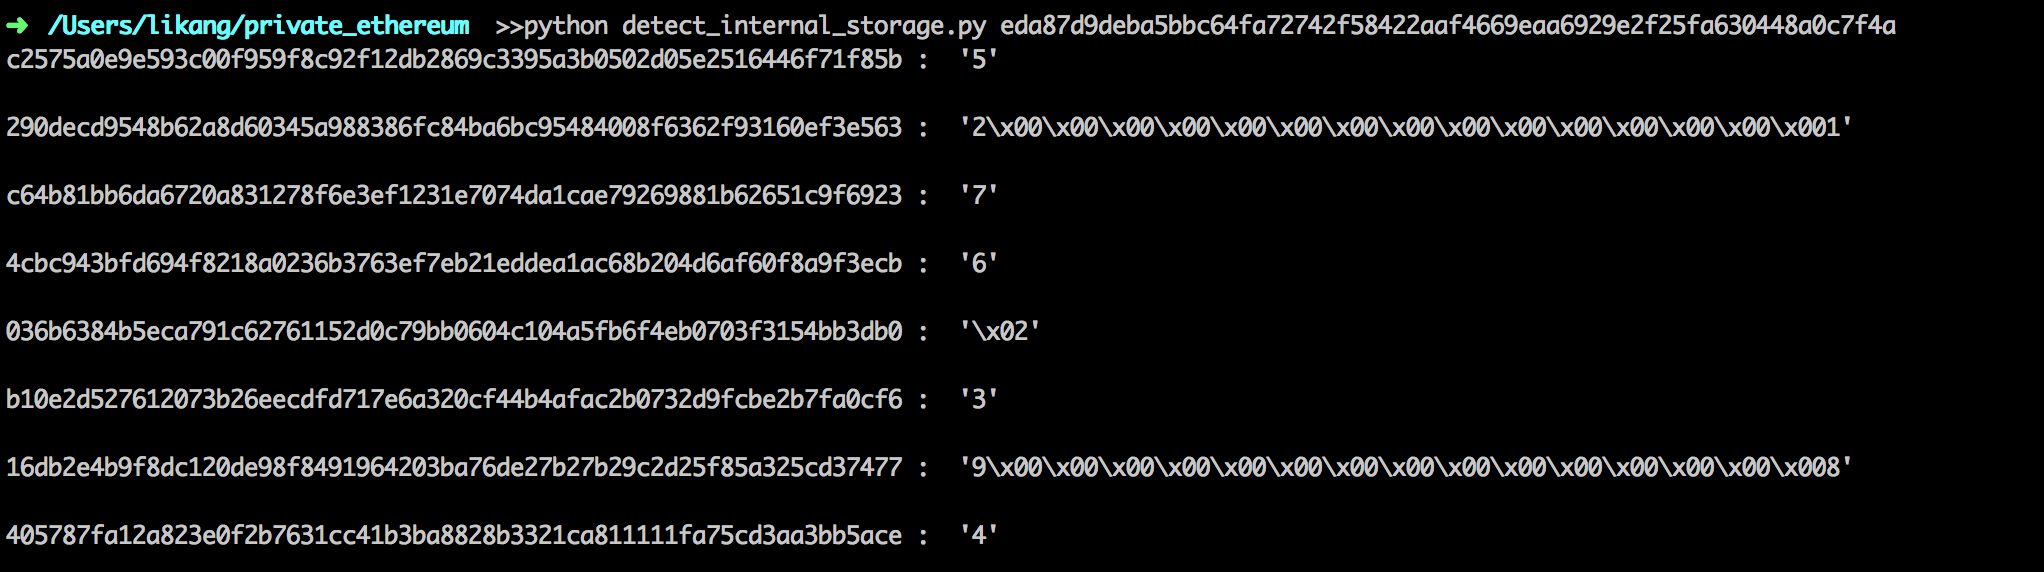 ➜ /Users/likang/private_ethereum >>python detect_internal_storage.py eda87d9deba5bbc64fa72742f58422aaf4669eaa6929e2f25fa630448a0c7f4a
c2575a0e9e593c00f959f8c92f12db2869c3395a3b0502d05e2516446f71f85b : '5'
290decd9548b62a8d60345a988386fc84ba6bc95484008f6362f93160ef3e563 : '2\x00\x00\x00\x00\x00\x00\x00\x00\x00\x00\x00\x00\x00\x00\x001'
c64b81bb6da6720a831278f6e3ef1231e7074da1cae79269881b62651c9f6923 : '7'
4cbc943bfd694f8218a0236b3763ef7eb21eddea1ac68b204d6af60f8a9f3ecb : '6'
036b6384b5eca791c62761152d0c79bb0604c104a5fb6f4eb0703f3154bb3db0 : '\x02'
b10e2d527612073b26eecdfd717e6a320cf44b4afac2b0732d9fcbe2b7fa0cf6 : '3'
16db2e4b9f8dc120de98f8491964203ba76de27b27b29c2d25f85a325cd37477 : '9\x00\x00\x00\x00\x00\x00\x00\x00\x00\x00\x00\x00\x00\x00\x008'
405787fa12a823e0f2b7631cc41b3ba8828b3321ca811111fa75cd3aa3bb5ace : '4'